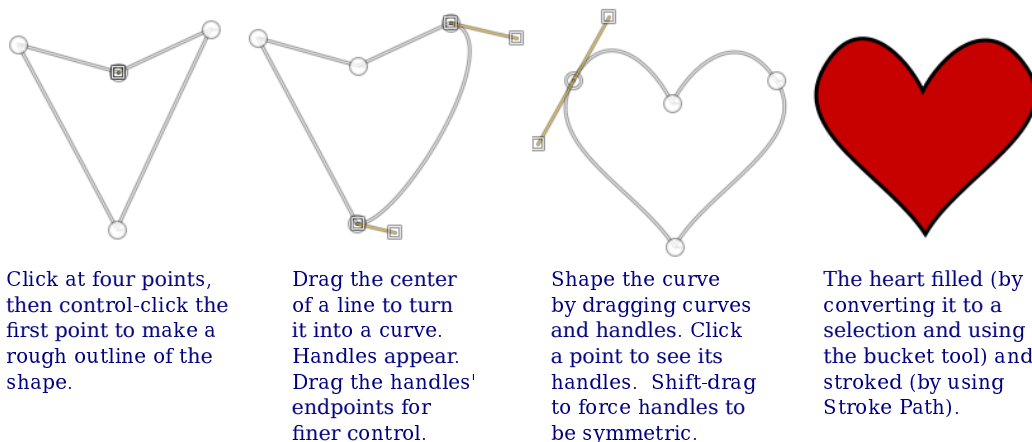 Click at four points,
then control-click the
first point to make a
rough outline of the
shape.
Drag the center
of a line to turn
it into a curve.
Handles appear.
Drag the handles'
endpoints for
finer control.
Shape the curve
by dragging curves
and handles. Click
a point to see its
handles.  Shift-drag
to force handles to
be symmetric.
The heart filled (by
converting it to a
selection and using
the bucket tool) and
stroked (by using
Stroke Path).